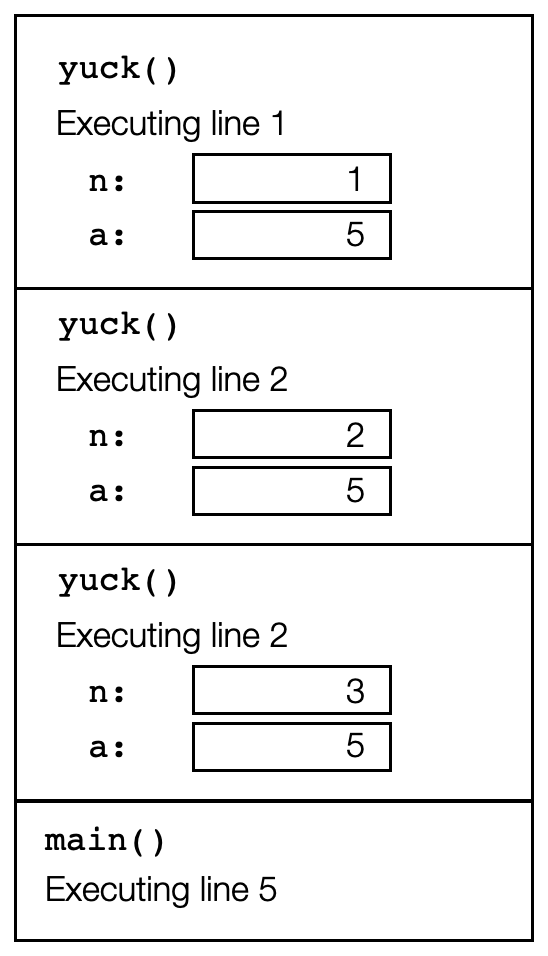 yuck()
Executing line 1
n: 1
a: 5
yuck()
Executing line 2
n: 2
a: 5
yuck()
Executing line 2
n: 3
a: 5
main()
Executing line 5